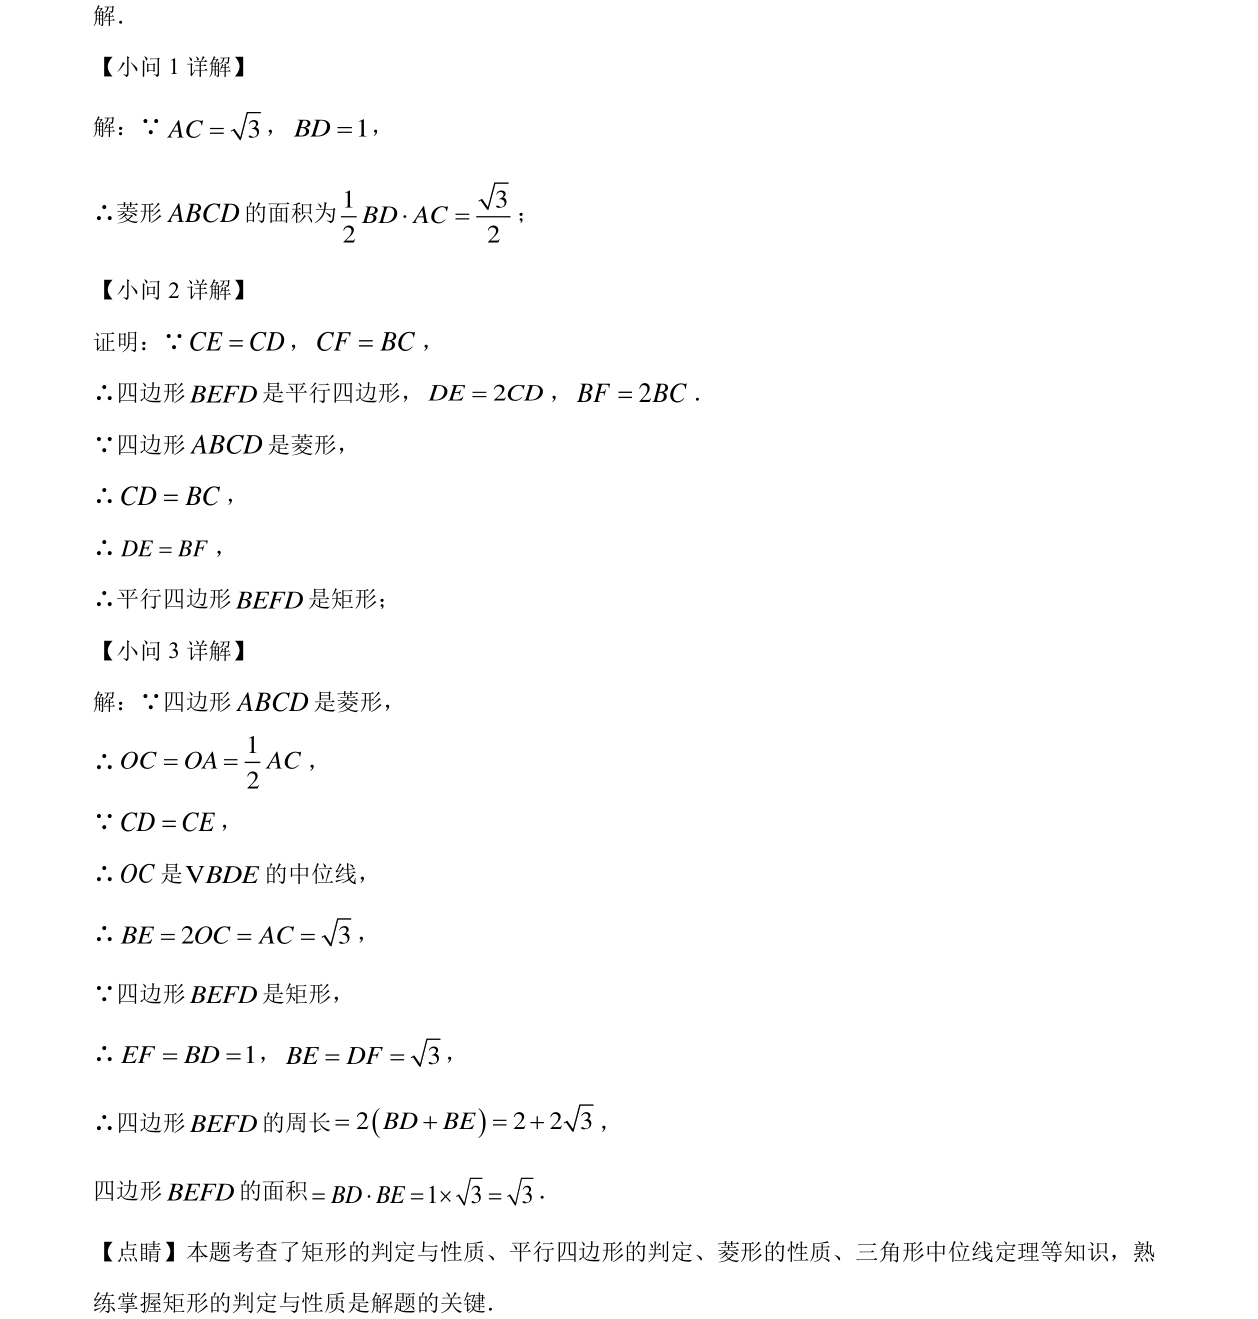 解．
【小问 1 详解】
解：∵ AC = √3， BD = 1，
∴菱形 ABCD 的面积为 1/2 BD · AC = √3/2；
【小问 2 详解】
证明：∵ CE = CD， CF = BC，
∴四边形 BEFD 是平行四边形， DE = 2CD， BF = 2BC．
∵四边形 ABCD 是菱形，
∴ CD = BC，
∴ DE = BF，
∴平行四边形 BEFD 是矩形；
【小问 3 详解】
解：∵四边形 ABCD 是菱形，
∴ OC = OA = 1/2 AC，
∵ CD = CE，
∴ OC 是 VBDE 的中位线，
∴ BE = 2OC = AC = √3，
∵四边形 BEFD 是矩形，
∴ EF = BD = 1， BE = DF = √3，
∴四边形 BEFD 的周长 = 2(BD + BE) = 2 + 2√3，
四边形 BEFD 的面积 = BD · BE = 1×√3 = √3．
【点睛】本题考查了矩形的判定与性质、平行四边形的判定、菱形的性质、三角形中位线定理等知识，熟
练掌握矩形的判定与性质是解题的关键．